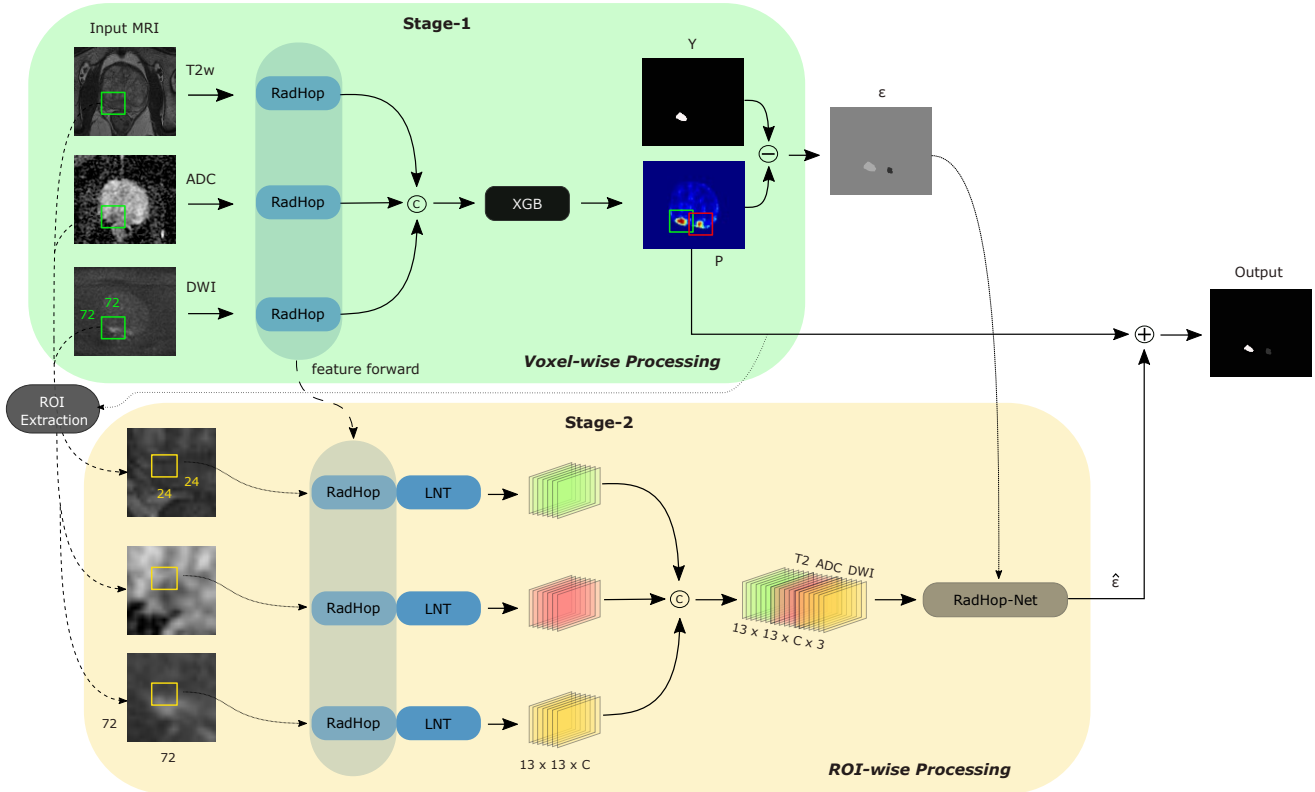 Stage-1
Input MRI
T2w
RadHop
ADC
RadHop
DWI
72
72
RadHop
C
XGB
Y
P
−
ε
Voxel-wise Processing
feature forward
+
Output
ROI
Extraction
Stage-2
24
24
RadHop
LNT
RadHop
LNT
RadHop
LNT
72
72
13 x 13 x C
C
T2 ADC DWI
13 x 13 x C x 3
RadHop-Net
ε̂
ROI-wise Processing